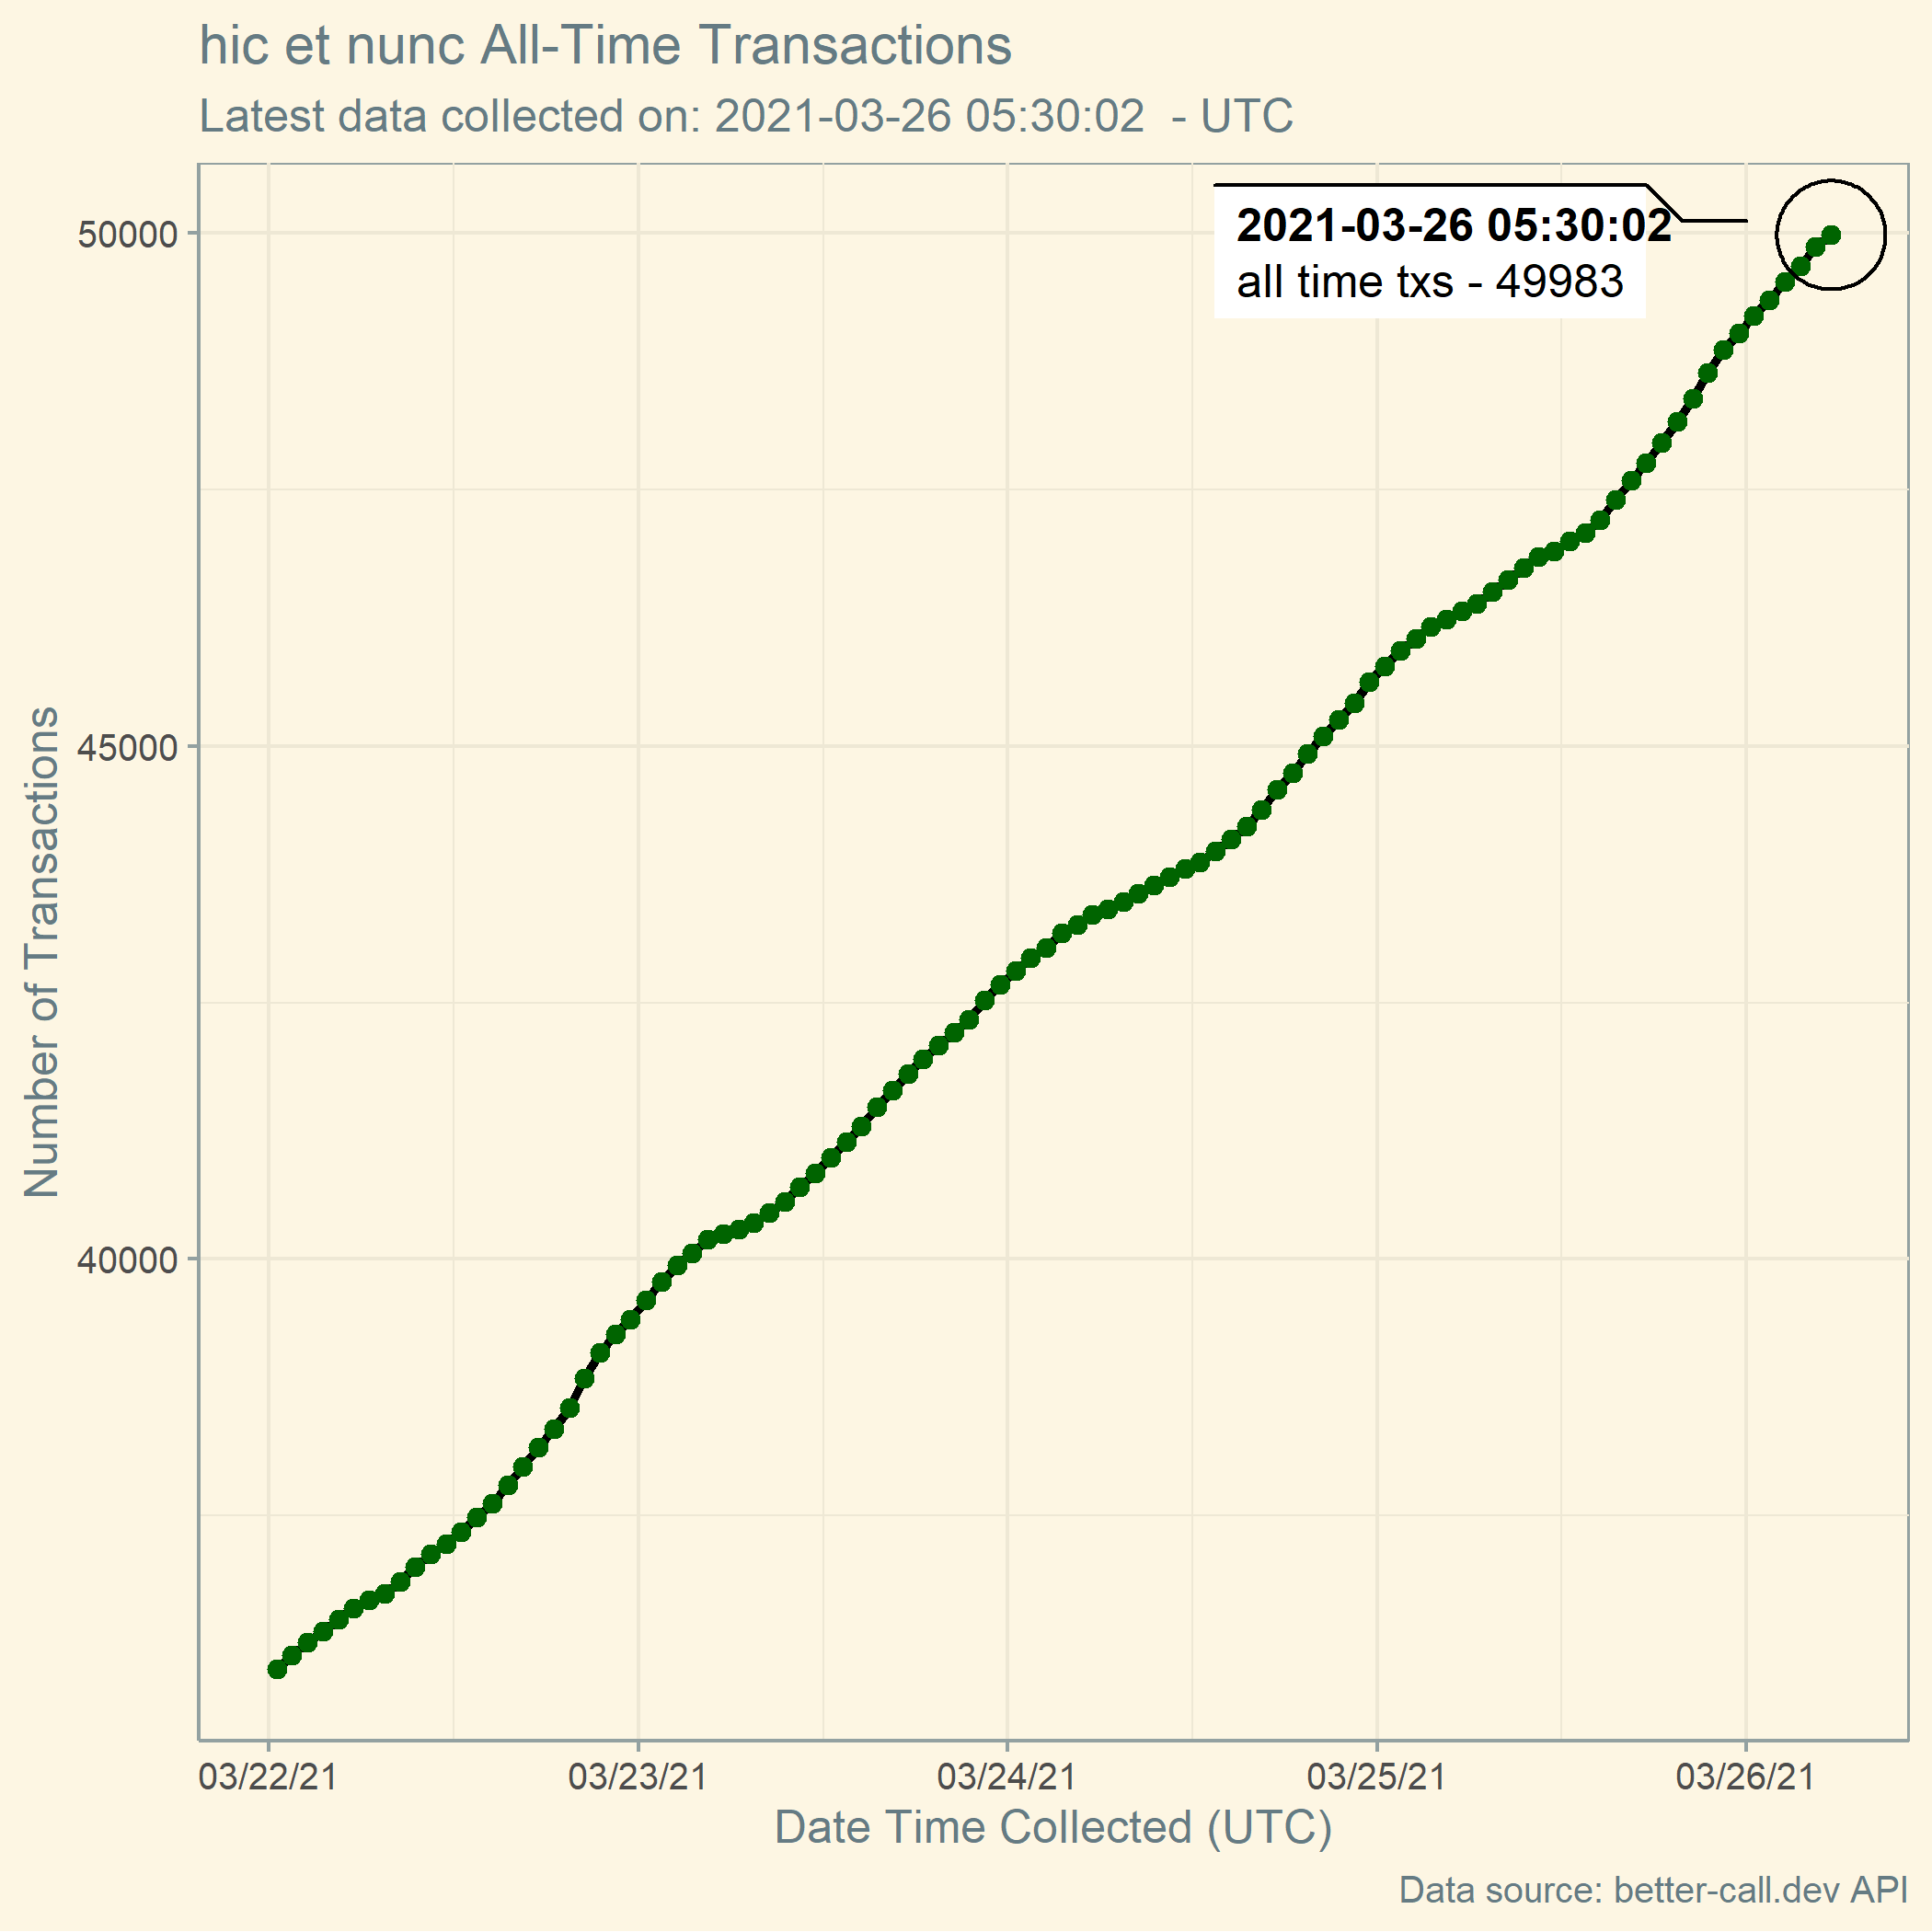 hic et nunc All-Time Transactions
Latest data collected on: 2021-03-26 05:30:02  - UTC
2021-03-26 05:30:02
all time txs - 49983
50000
45000
40000
Number of Transactions
03/22/21
03/23/21
03/24/21
03/25/21
03/26/21
Date Time Collected (UTC)
Data source: better-call.dev API